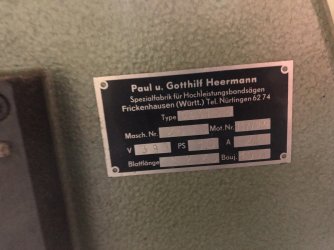 Paul u. Gotthilf Heermann
Spezialfabrik für Hochleistungsbandsägen
Frickenhausen (Württ.) Tel. Nürtingen 62 74
Type
Masch. Nr. Mot. Nr.
V PS A
Blattlänge Bauj.